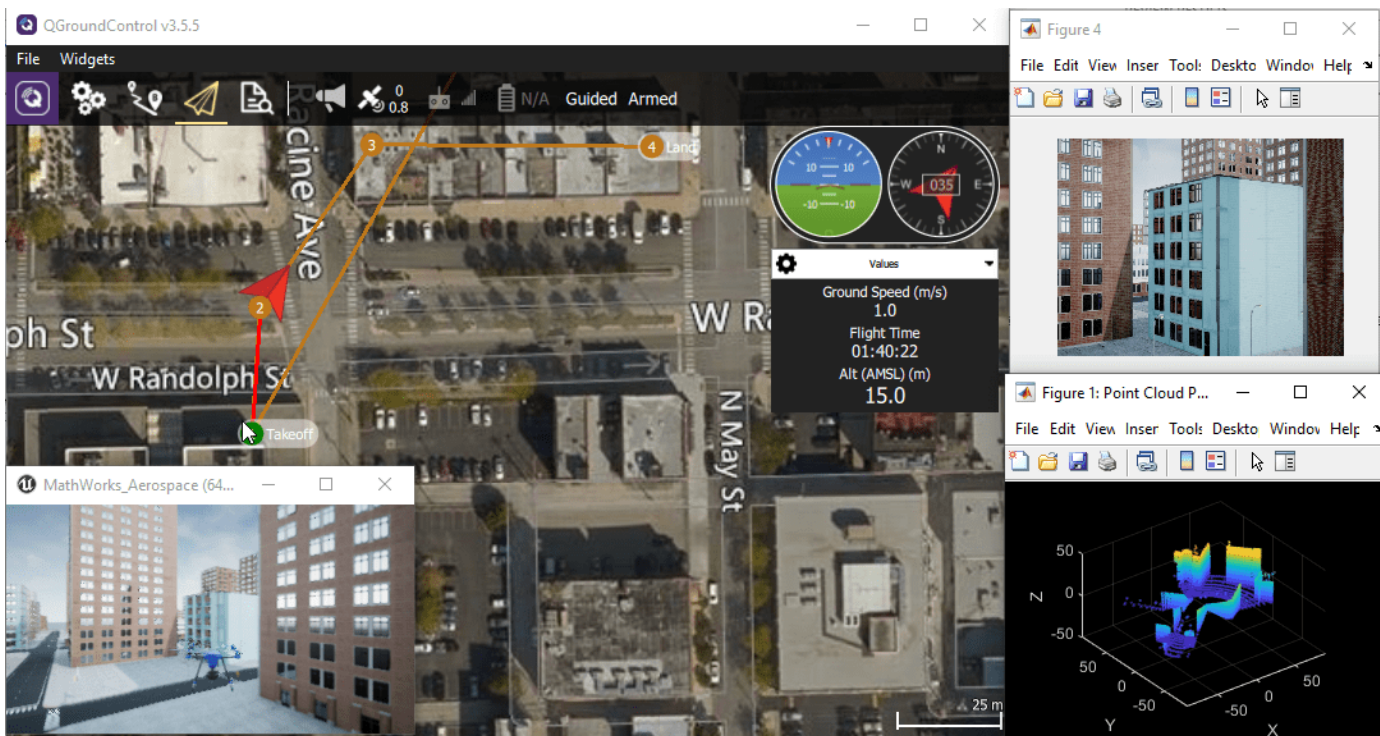 QGroundControl v3.5.5
File Widgets
0
0.8
N/A Guided Armed
Racine Ave
3
4 Land
2
ph St
W Randolph St
Takeoff
W Ra
N May St
25 m
10 10
-10 -10
N
W 035 E
S
Values
Ground Speed (m/s)
1.0
Flight Time
01:40:22
Alt (AMSL) (m)
15.0
MathWorks_Aerospace (64...
Figure 4
File Edit View Inser Tool: Deskto Windov Help
Figure 1: Point Cloud P...
File Edit View Inser Tools Deskto Windov Help
50
0
-50
Z
50
0
-50
Y
-50
0
50
X